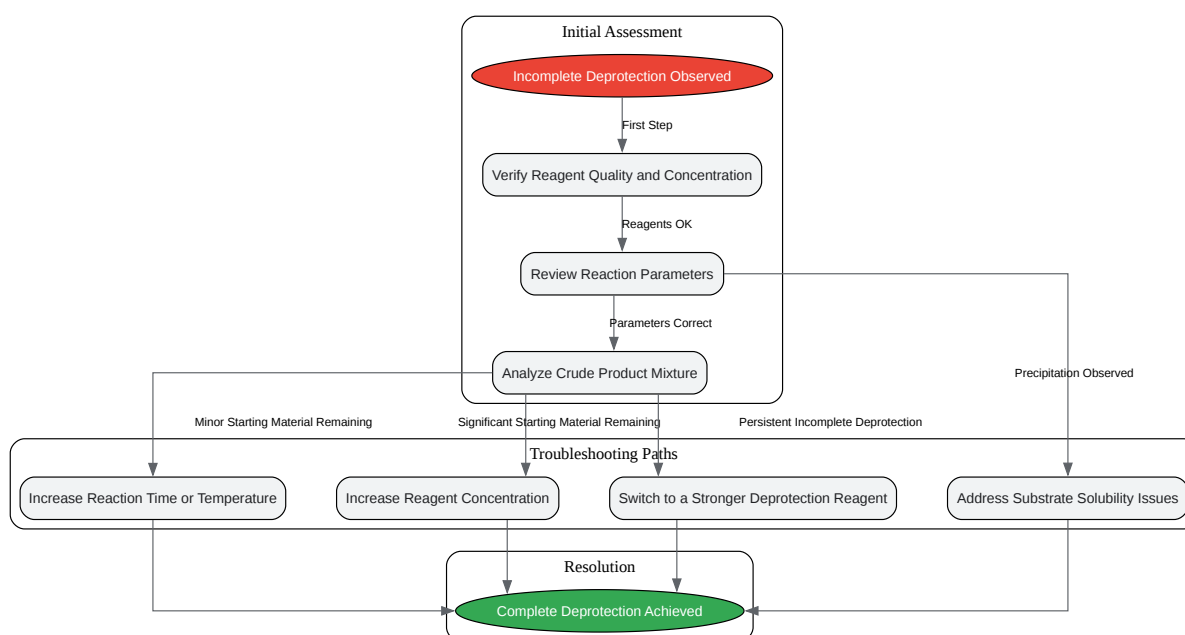 Initial Assessment
Incomplete Deprotection Observed
First Step
Verify Reagent Quality and Concentration
Reagents OK
Review Reaction Parameters
Parameters Correct
Analyze Crude Product Mixture
Precipitation Observed
Minor Starting Material Remaining
Significant Starting Material Remaining
Persistent Incomplete Deprotection
Troubleshooting Paths
Increase Reaction Time or Temperature
Increase Reagent Concentration
Switch to a Stronger Deprotection Reagent
Address Substrate Solubility Issues
Resolution
Complete Deprotection Achieved